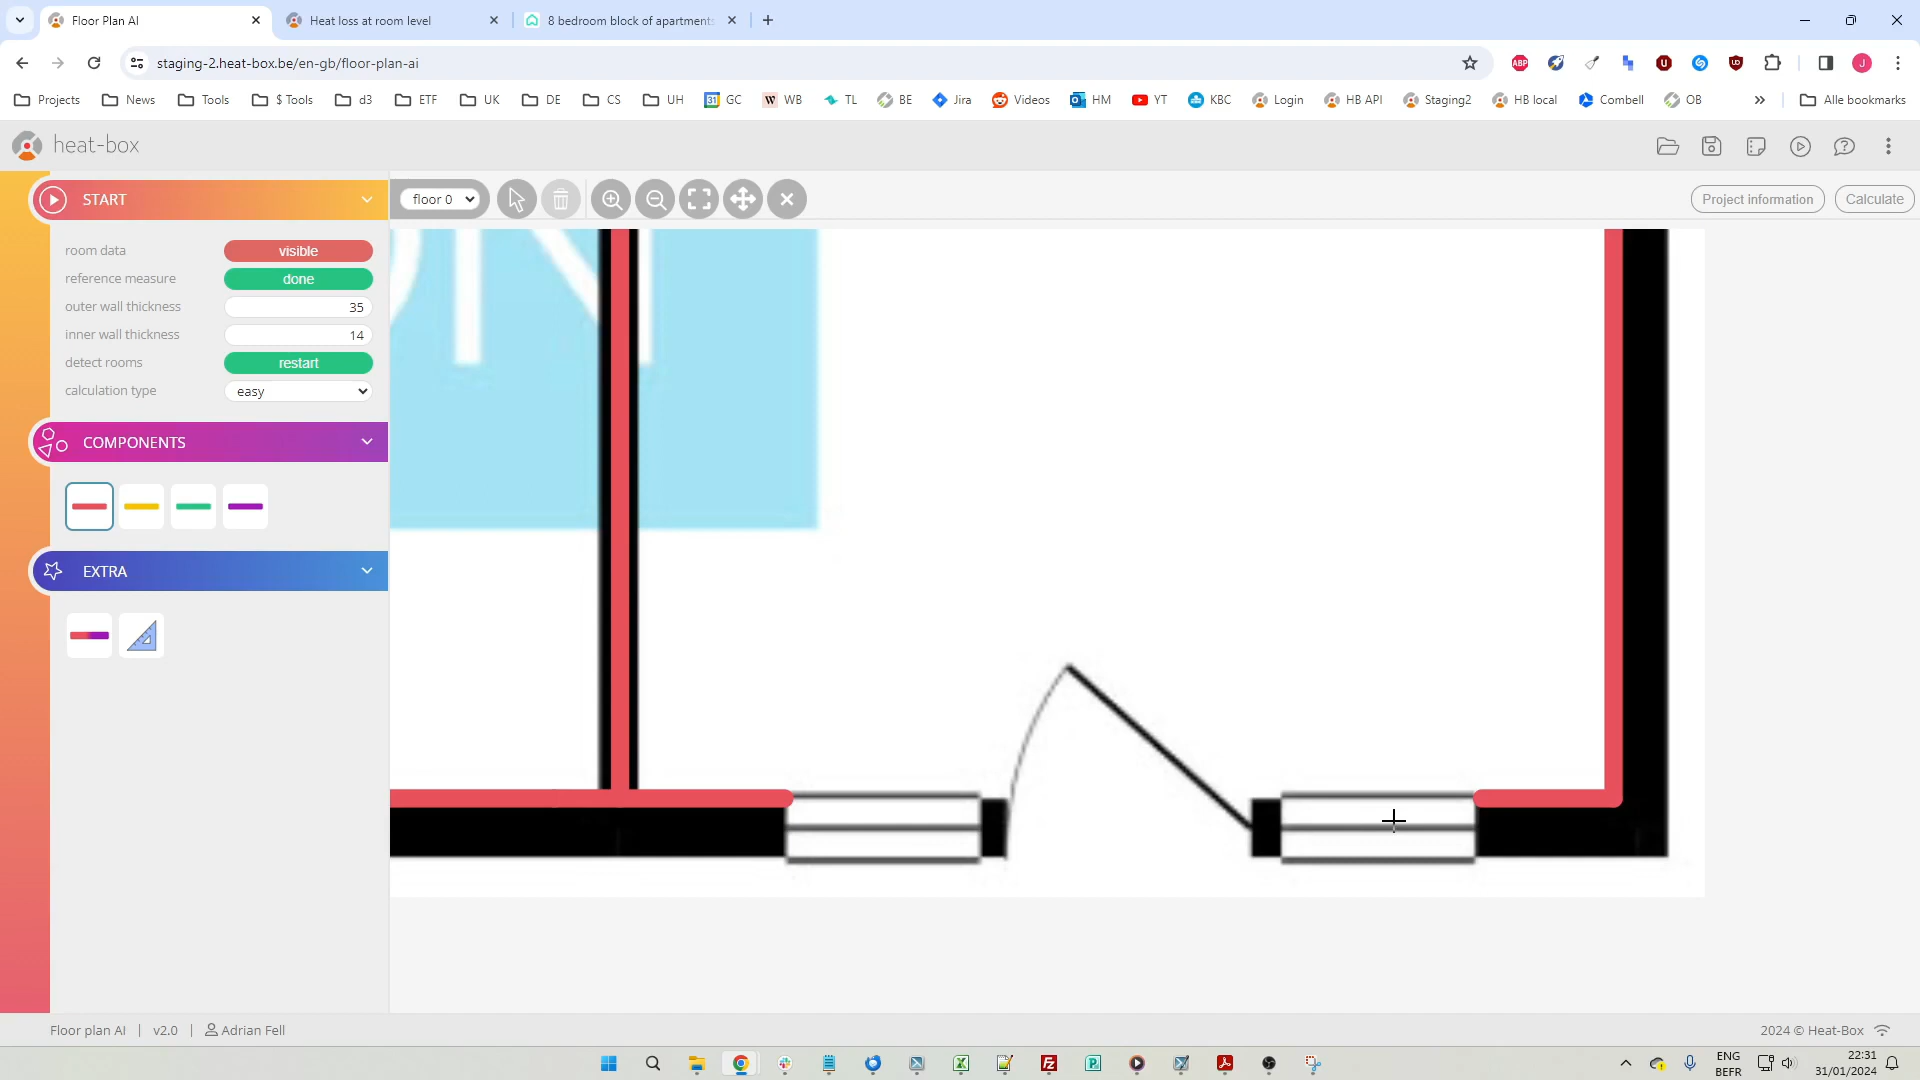 Floor Plan AI
Heat loss at room level
8 bedroom block of apartments
staging-2.heat-box.be/en-gb/floor-plan-ai
Projects News Tools $ Tools d3 ETF UK DE CS UH GC WB TL BE Jira Videos HM YT KBC Login HB API Staging2 HB local Combell OB » Alle bookmarks
heat-box
START
floor 0
Project information
Calculate
room data visible
reference measure done
outer wall thickness 35
inner wall thickness 14
detect rooms restart
calculation type easy
COMPONENTS
EXTRA
Floor plan AI | v2.0 | Adrian Fell
2024 © Heat-Box
ENG
BEFR
22:31
31/01/2024